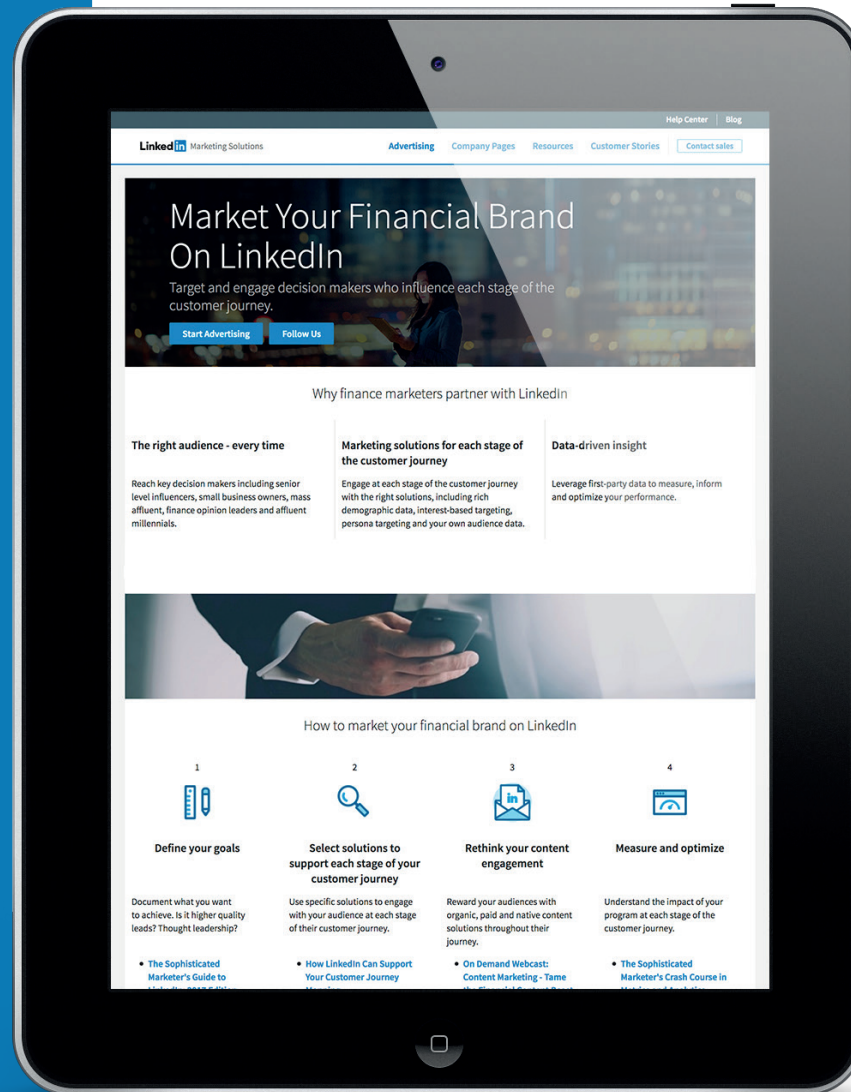 Help Center Blog
Linked in Marketing Solutions Advertising Company Pages Resources Customer Stories Contact sales
Market Your Financial Brand
On LinkedIn
Target and engage decision makers who influence each stage of the
customer journey.
Start Advertising Follow Us
Why finance marketers partner with LinkedIn
The right audience - every time
Reach key decision makers including senior
level influencers, small business owners, mass
affluent, finance opinion leaders and affluent
millennials.
Marketing solutions for each stage of
the customer journey
Engage at each stage of the customer journey
with the right solutions, including rich
demographic data, interest-based targeting,
persona targeting and your own audience data.
Data-driven insight
Leverage first-party data to measure, inform
and optimize your performance.
How to market your financial brand on LinkedIn
1
Define your goals
Document what you want
to achieve. Is it higher quality
leads? Thought leadership?
• The Sophisticated
Marketer's Guide to
2
Select solutions to
support each stage of your
customer journey
Use specific solutions to engage
with your audience at each stage
of their customer journey.
• How LinkedIn Can Support
Your Customer Journey
3
in
Rethink your content
engagement
Reward your audiences with
organic, paid and native content
solutions throughout their
journey.
• On Demand Webcast:
Content Marketing - Tame
4
Measure and optimize
Understand the impact of your
program at each stage of the
customer journey.
• The Sophisticated
Marketer's Crash Course in